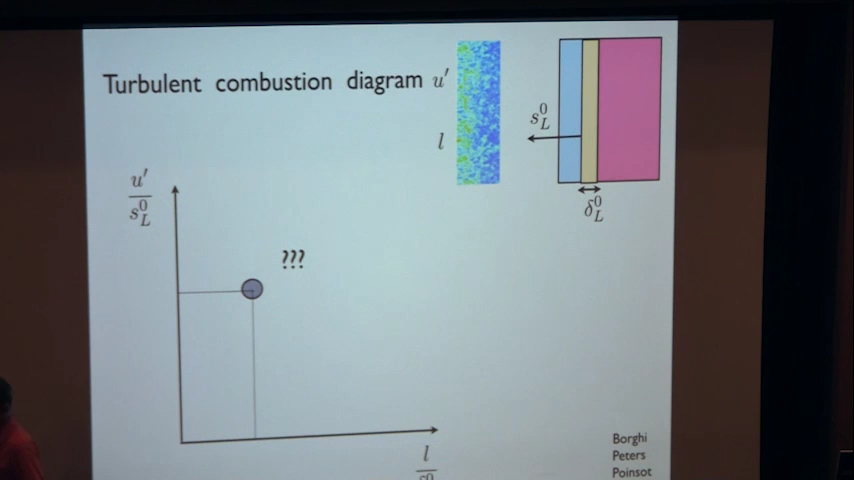 Turbulent combustion diagram u′
l
s_L^0
δ_L^0
u′
s_L^0
???
l
Borghi
Peters
Poinsot